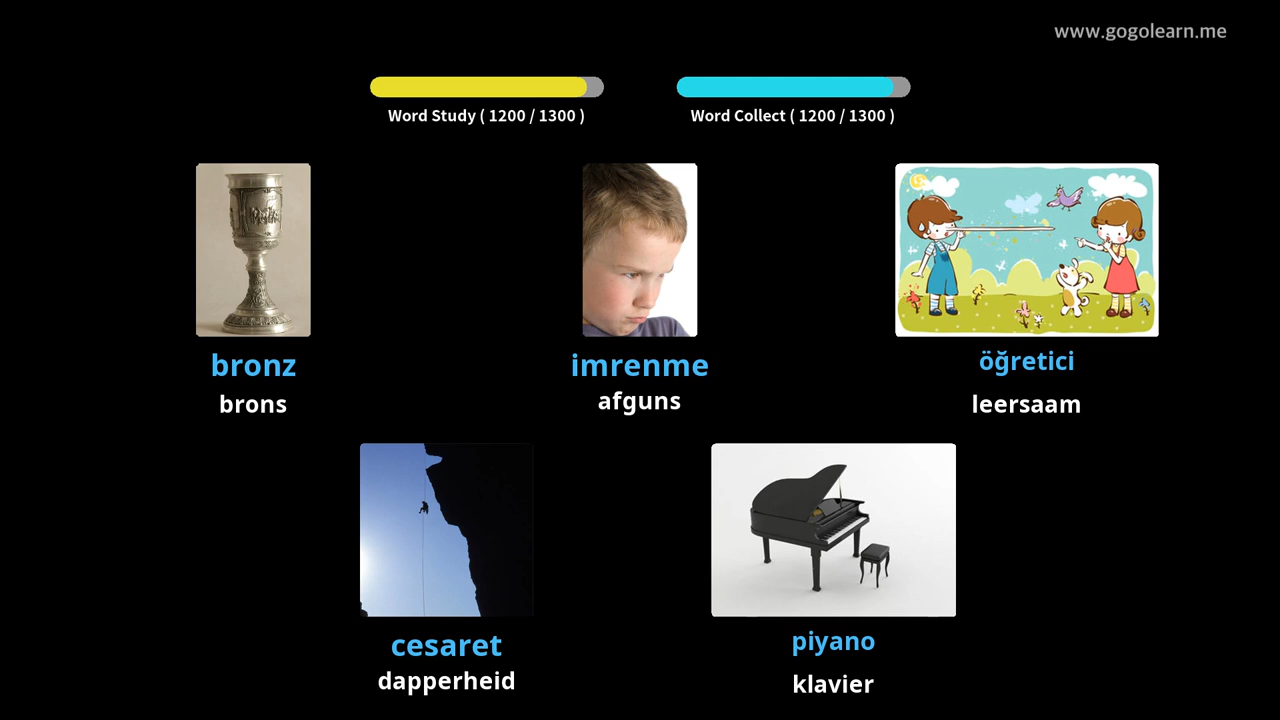 www.gogolearn.me
Word Study ( 1200 / 1300 )
Word Collect ( 1200 / 1300 )
bronz
brons
imrenme
afguns
öğretici
leersaam
cesaret
dapperheid
piyano
klavier